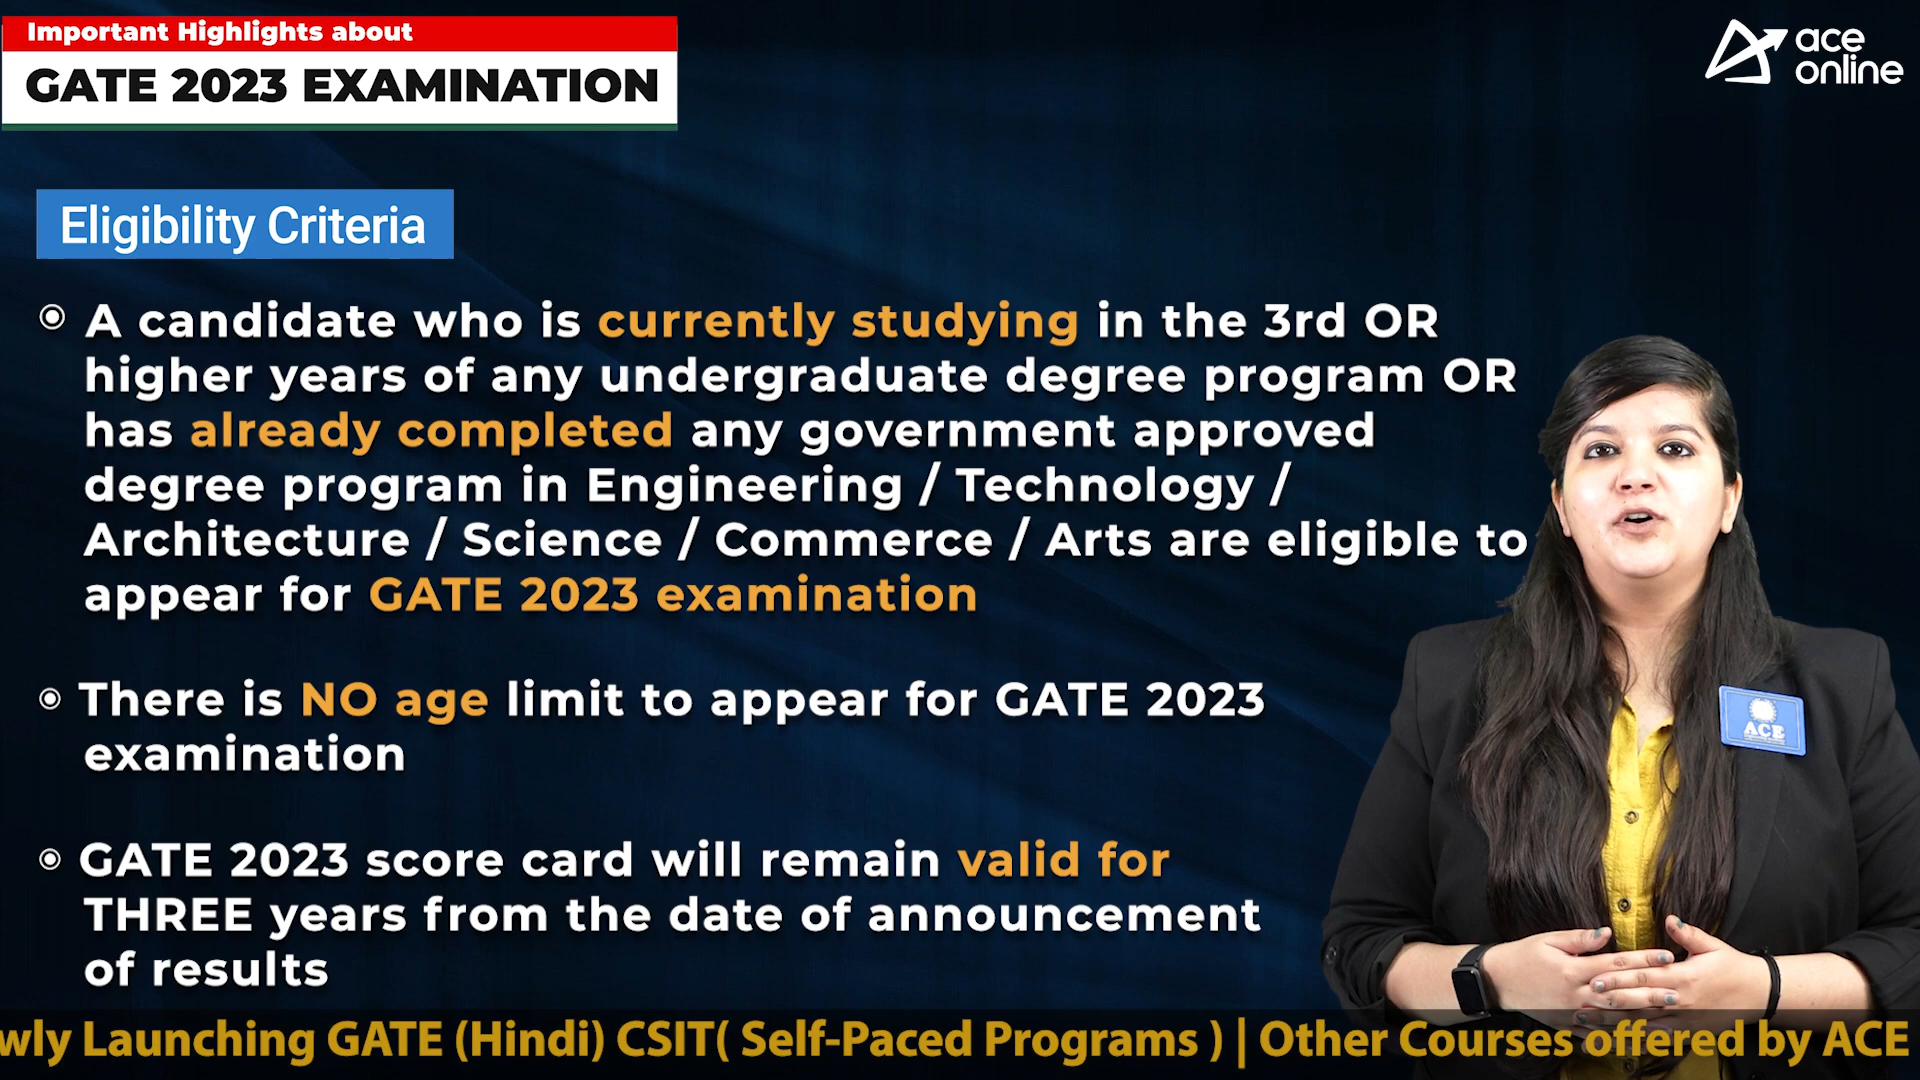 Important Highlights about
GATE 2023 EXAMINATION
ace
online
Eligibility Criteria
A candidate who is currently studying in the 3rd OR
higher years of any undergraduate degree program OR
has already completed any government approved
degree program in Engineering / Technology /
Architecture / Science / Commerce / Arts are eligible to
appear for GATE 2023 examination
There is NO age limit to appear for GATE 2023
examination
ACE
GATE 2023 score card will remain valid for
THREE years from the date of announcement
of results
wly Launching GATE (Hindi) CSIT( Self-Paced Programs ) | Other Courses offered by ACE